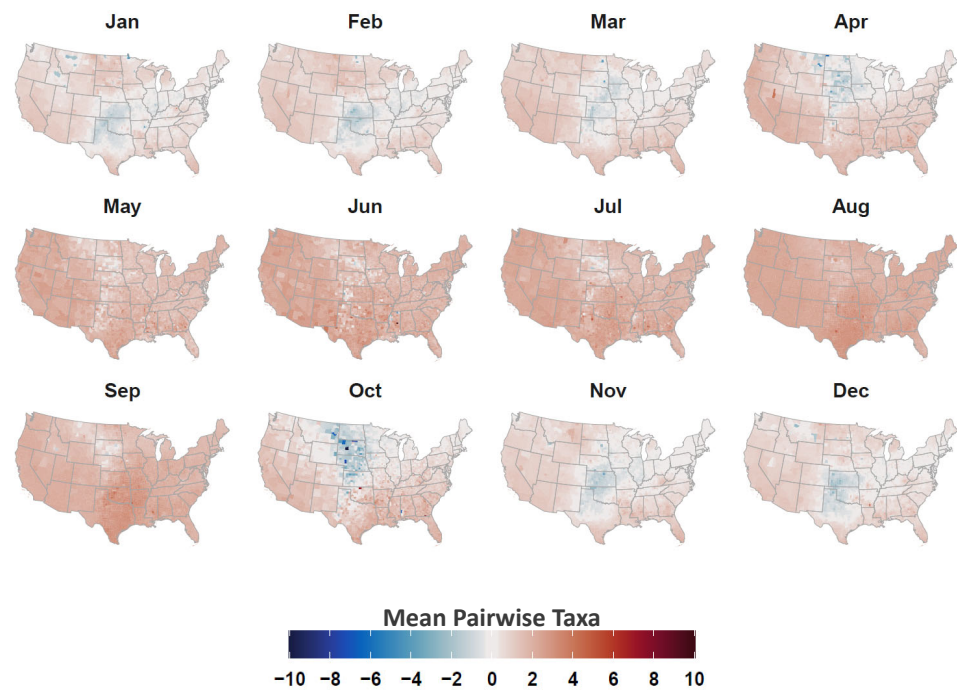 Jan Feb Mar Apr
May Jun Jul Aug
Sep Oct Nov Dec
Mean Pairwise Taxa
−10 −8 −6 −4 −2 0 2 4 6 8 10